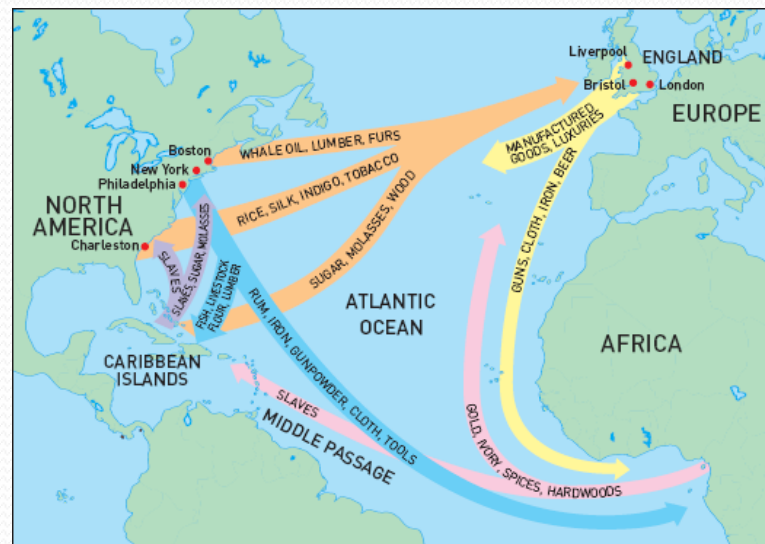 Liverpool
ENGLAND
Bristol
London
EUROPE
MANUFACTURED
GOODS, LUXURIES
Boston
WHALE OIL, LUMBER, FURS
New York
Philadelphia
NORTH
AMERICA
RICE, SILK, INDIGO, TOBACCO
GUNS, CLOTH, IRON, BEER
Charleston
SLAVES
SLAVES, SUGAR, MOLASSES
SUGAR, MOLASSES, WOOD
FISH, LIVESTOCK
FLOUR, LUMBER
ATLANTIC
OCEAN
RUM, IRON, GUNPOWDER, CLOTH, TOOLS
AFRICA
CARIBBEAN
ISLANDS
SLAVES
MIDDLE PASSAGE
GOLD, IVORY, SPICES, HARDWOODS